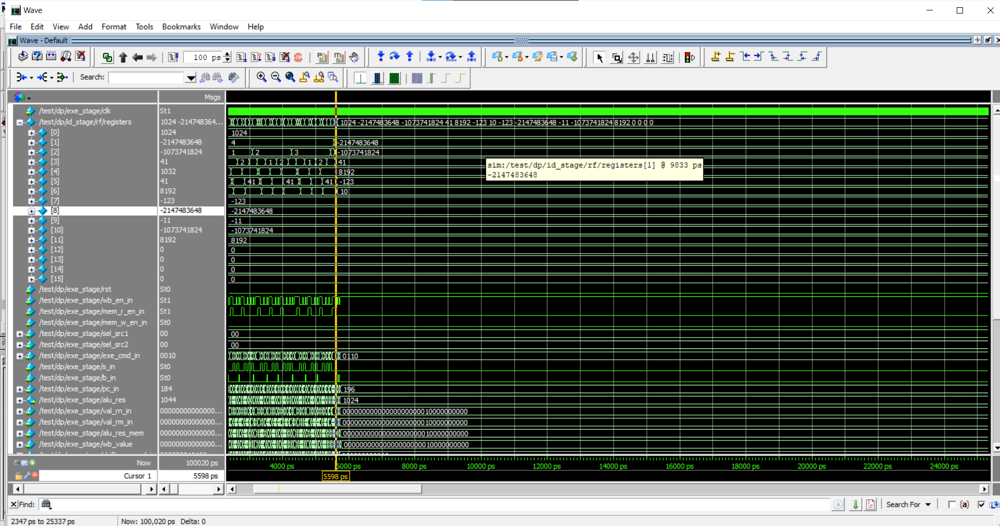 Wave
File Edit View Add Format Tools Bookmarks Window Help
Wave - Default
100 ps
Search:
Msgs
/test/dp/exe_stage/clk St1
/test/dp/id_stage/rf/registers 1024 -214748364... 1024 -2147483648 -1073741824 41 8192 -123 10 -123 -2147483648 -11 -1073741824 8192 0 0 0 0
[0] 1024 1024
[1] -2147483648 4 -2147483648
[2] -1073741824 1 2 3 -1073741824
[3] 41 2 1 2 1 2 41
[4] 1032 8192
[5] 41 41 41 41 -123
[6] 8192 10
[7] -123 -123
[8] -2147483648 -2147483648
[9] -11 -11
[10] -1073741824 -1073741824
[11] 8192 8192
[12] 0 0
[13] 0 0
[14] 0 0
[15] 0 0
sim:/test/dp/id_stage/rf/registers[1] @ 9833 ps
-2147483648
/test/dp/exe_stage/rst St0
/test/dp/exe_stage/wb_en_in St1
/test/dp/exe_stage/mem_r_en_in St1
/test/dp/exe_stage/mem_w_en_in St0
/test/dp/exe_stage/sel_src1 00 00
/test/dp/exe_stage/sel_src2 00 00
/test/dp/exe_stage/exe_cmd_in 0010 0110
/test/dp/exe_stage/s_in St0
/test/dp/exe_stage/b_in St0
/test/dp/exe_stage/pc_in 184 196
/test/dp/exe_stage/alu_res 1044 1024
/test/dp/exe_stage/val_rn_in 00000000000000... 00000000000000000000010000000000
/test/dp/exe_stage/val_rm_in 00000000000000... 00000000000000000000010000000000
/test/dp/exe_stage/alu_res_mem 00000000000000... 00000000000000000000010000000000
/test/dp/exe_stage/wb_value 00000000000000... 00000000000000000000010000000000
Now 100020 ps 4000 ps 6000 ps 8000 ps 10000 ps 12000 ps 14000 ps 16000 ps 18000 ps 20000 ps 22000 ps 24000 ps
Cursor 1 5598 ps 5598 ps
Find: Search For {a}
2347 ps to 25337 ps Now: 100,020 ps Delta: 0